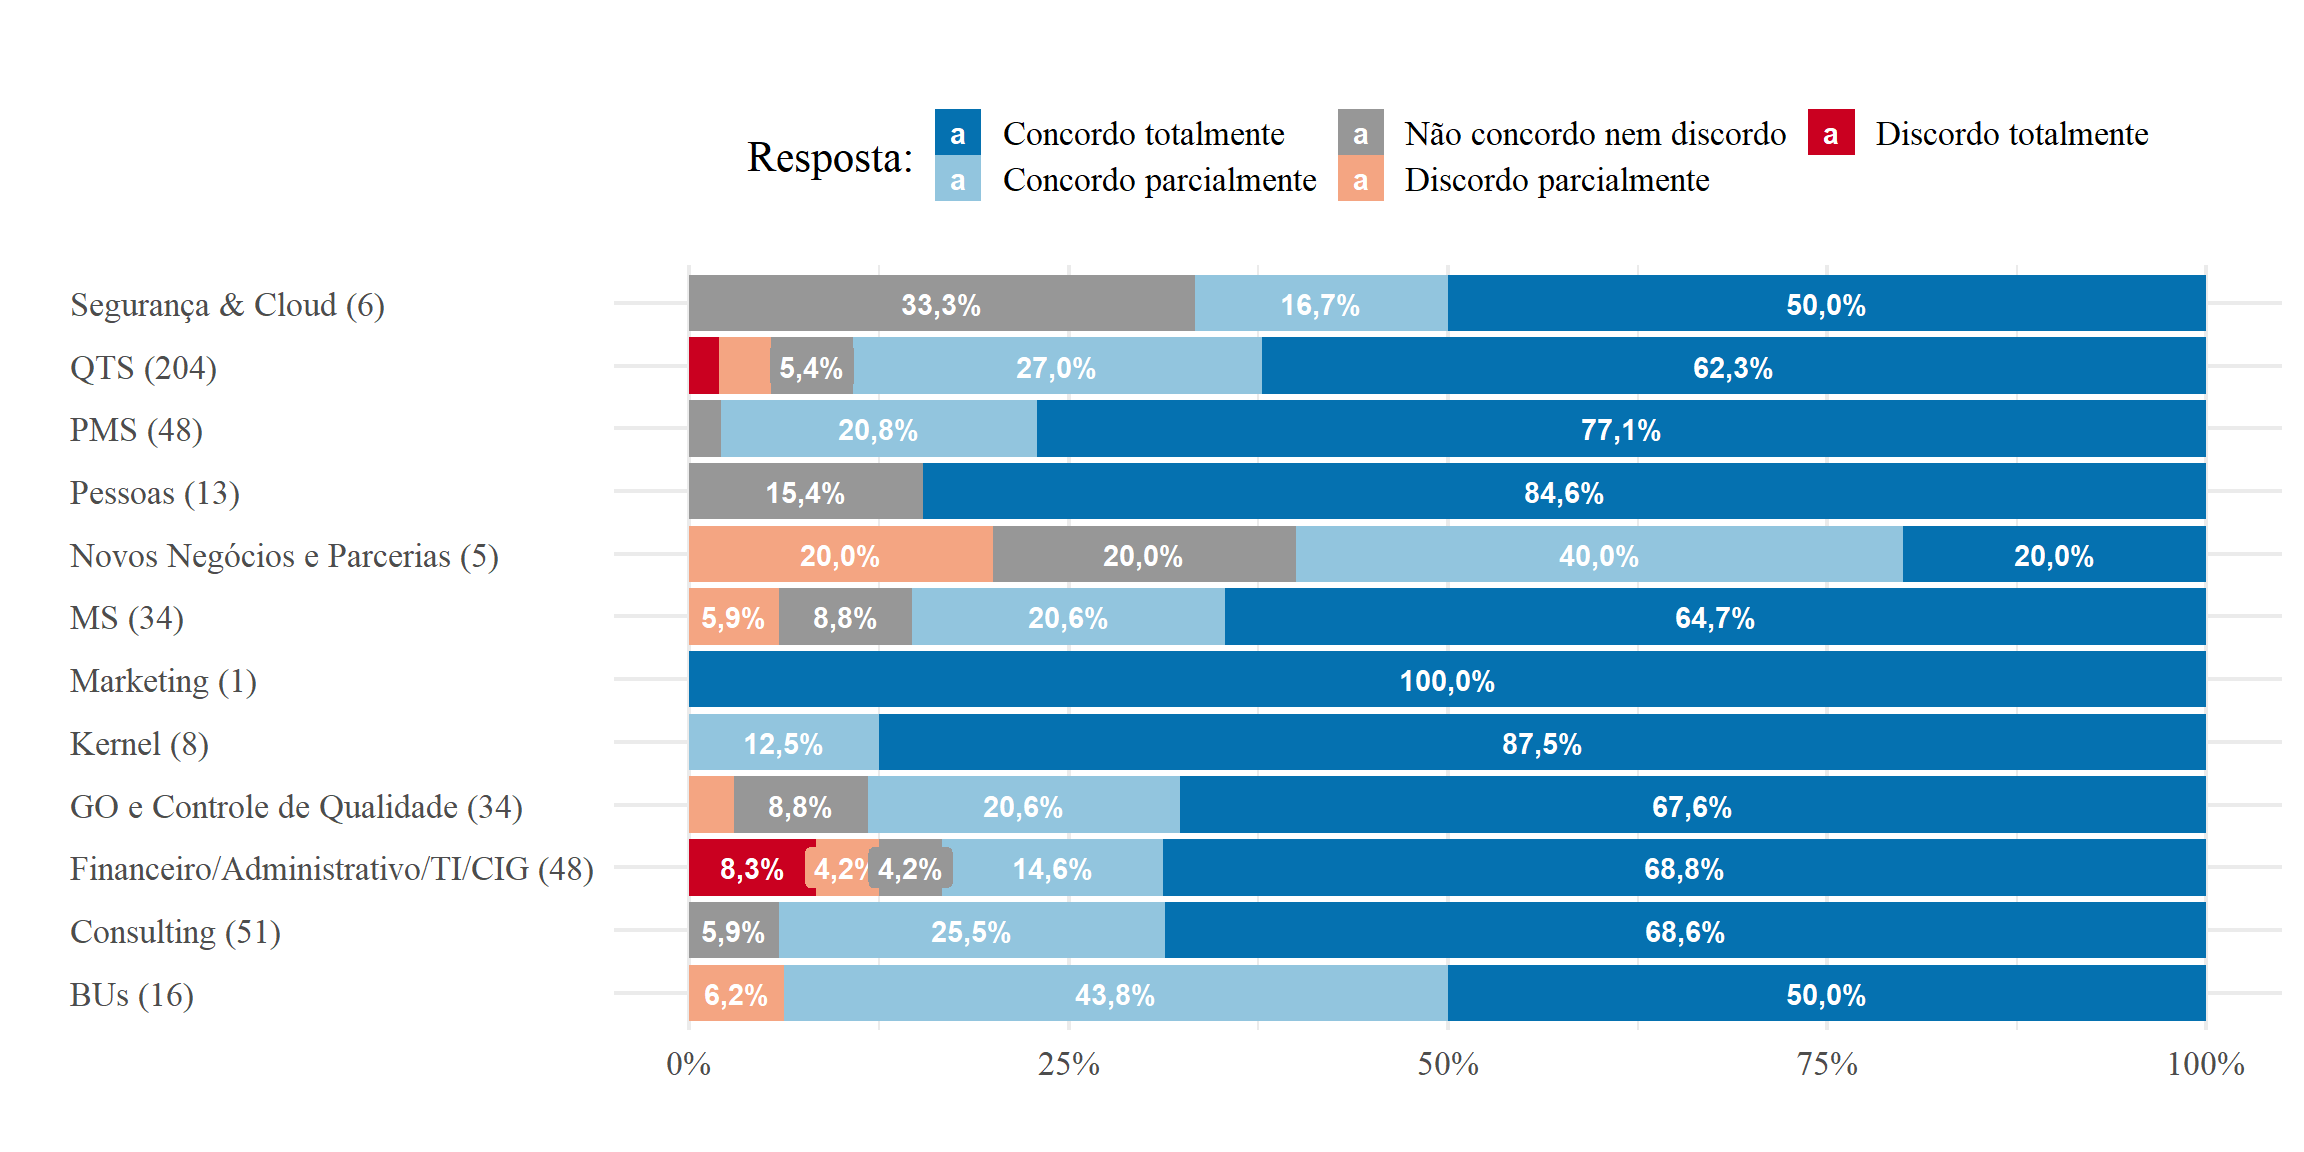 Resposta:
a Concordo totalmente a Não concordo nem discordo a Discordo totalmente
a Concordo parcialmente a Discordo parcialmente
Segurança & Cloud (6) 33,3% 16,7% 50,0%
QTS (204) 5,4% 27,0% 62,3%
PMS (48) 20,8% 77,1%
Pessoas (13) 15,4% 84,6%
Novos Negócios e Parcerias (5) 20,0% 20,0% 40,0% 20,0%
MS (34) 5,9% 8,8% 20,6% 64,7%
Marketing (1) 100,0%
Kernel (8) 12,5% 87,5%
GO e Controle de Qualidade (34) 8,8% 20,6% 67,6%
Financeiro/Administrativo/TI/CIG (48) 8,3% 4,2% 4,2% 14,6% 68,8%
Consulting (51) 5,9% 25,5% 68,6%
BUs (16) 6,2% 43,8% 50,0%
0% 25% 50% 75% 100%